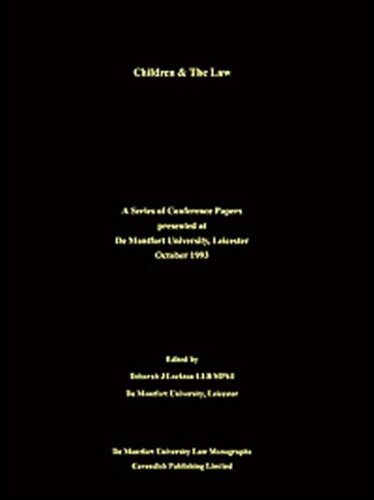 Children & The Law
A Series of Conference Papers
presented at
De Montfort University, Leicester
October 1993
Edited by
Deborah J Lockton LLB MPhil
De Montfort University, Leicester
De Montfort University Law Monographs
Cavendish Publishing Limited